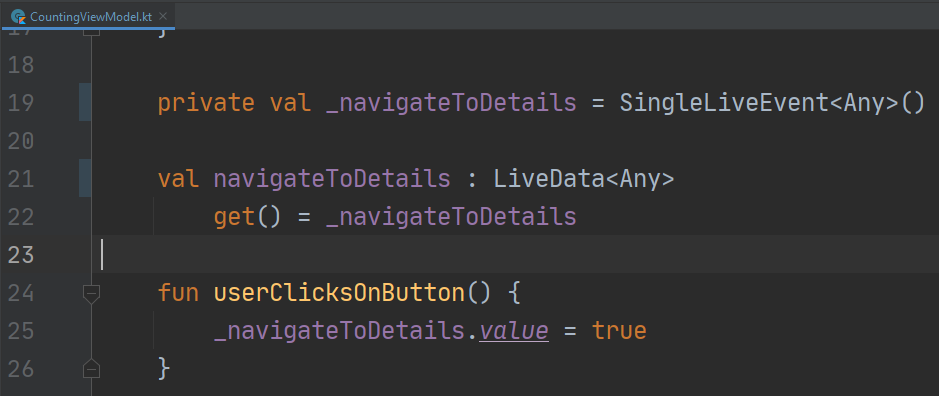 CountingViewModel.kt
17 }
18
19 private val _navigateToDetails = SingleLiveEvent<Any>()
20
21 val navigateToDetails : LiveData<Any>
22 get() = _navigateToDetails
23
24 fun userClicksOnButton() {
25 _navigateToDetails.value = true
26 }